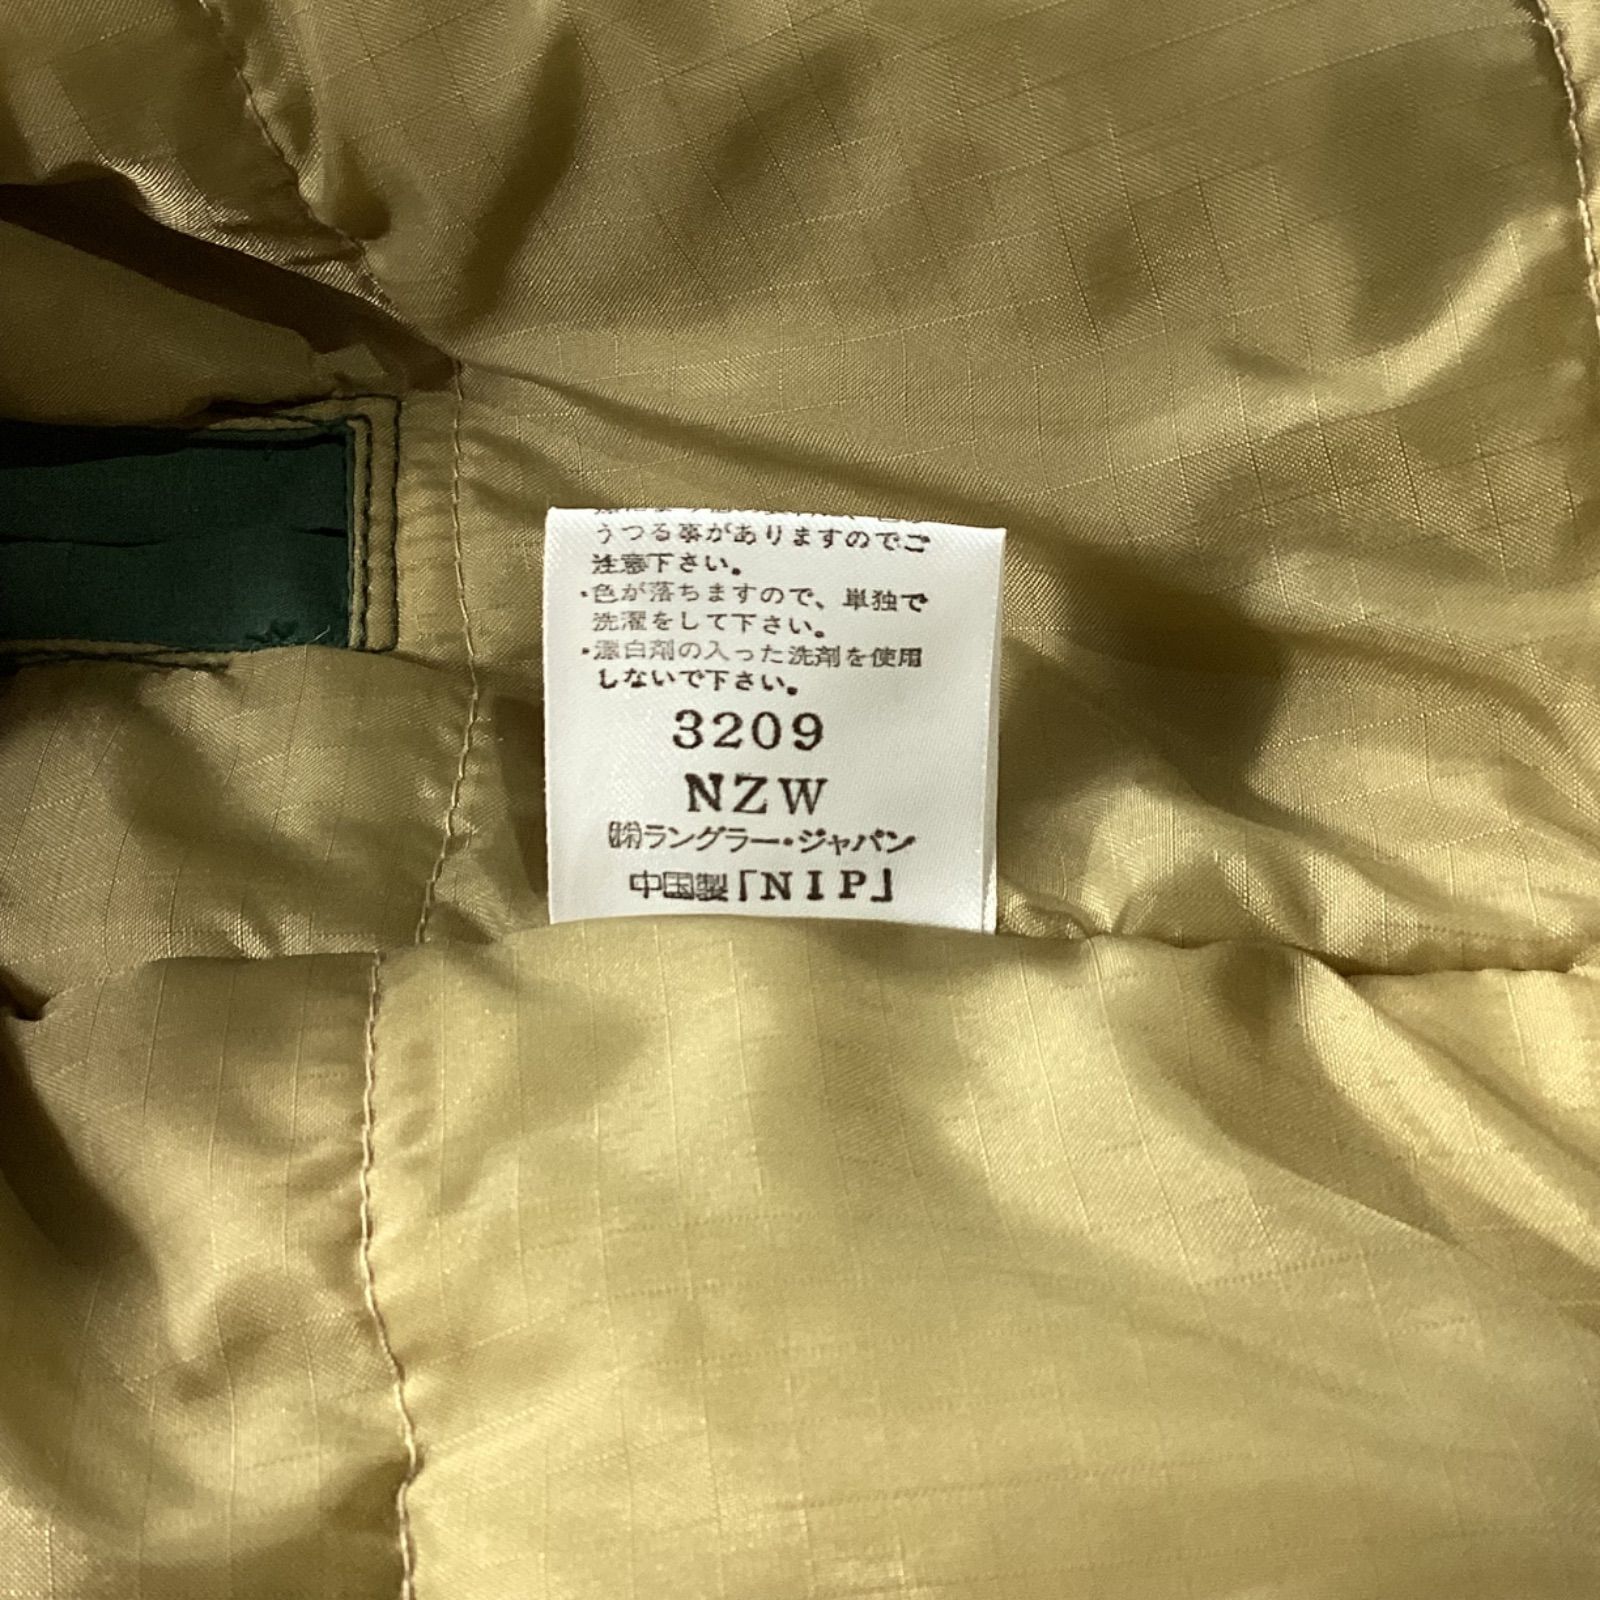 うつる事がありますのでご
注意下さい。
・色が落ちますので、単独で
洗濯をして下さい。
・漂白剤の入った洗剤を使用
しないで下さい。
3209
NZW
㈱ラングラー・ジャパン
中国製「NIP」